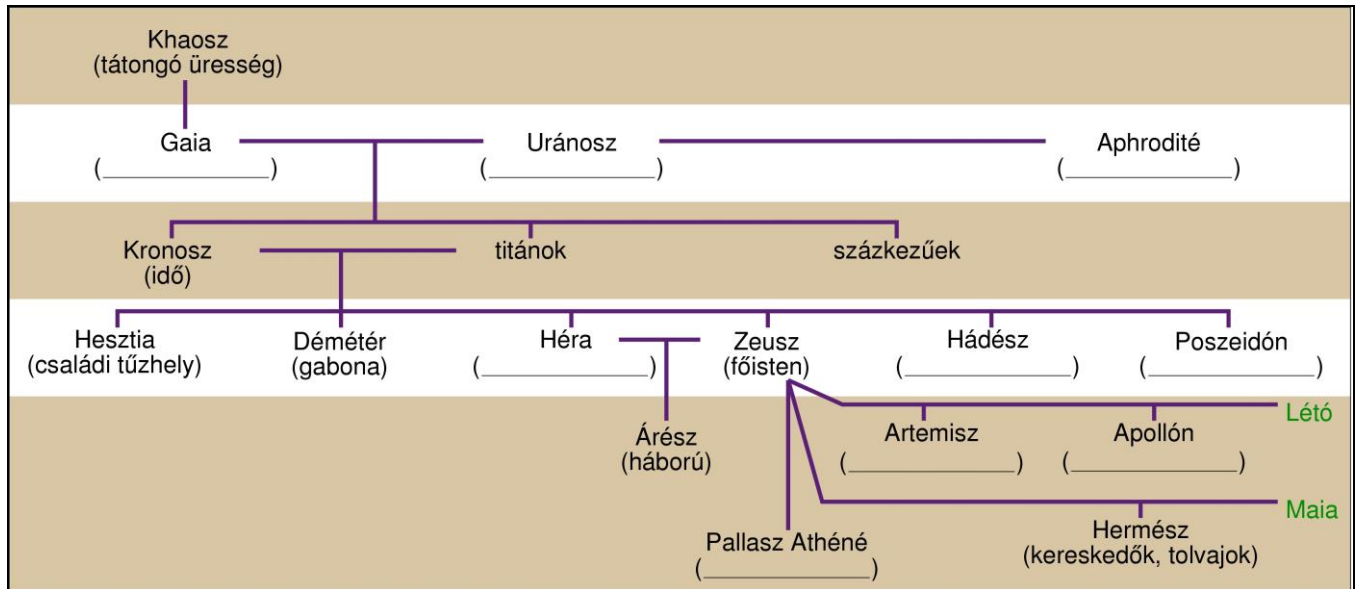 Khaosz
(tátongó üresség)
Gaia
(____________)
Uránosz
(____________)
Aphrodité
(____________)
Kronosz
(idő)
titánok
százkezűek
Hesztia
(családi tűzhely)
Démétér
(gabona)
Héra
(____________)
Zeusz
(főisten)
Hádész
(____________)
Poszeidón
(____________)
Árész
(háború)
Artemisz
(____________)
Apollón
(____________)
Létó
Pallasz Athéné
(____________)
Hermész
(kereskedők, tolvajok)
Maia